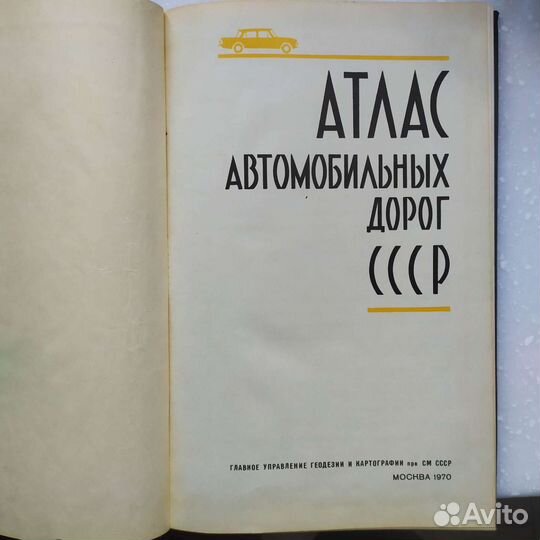 АТЛАС
АВТОМОБИЛЬНЫХ
ДОРОГ
СССР
ГЛАВНОЕ УПРАВЛЕНИЕ ГЕОДЕЗИИ И КАРТОГРАФИИ при СМ СССР
МОСКВА 1970
Avito